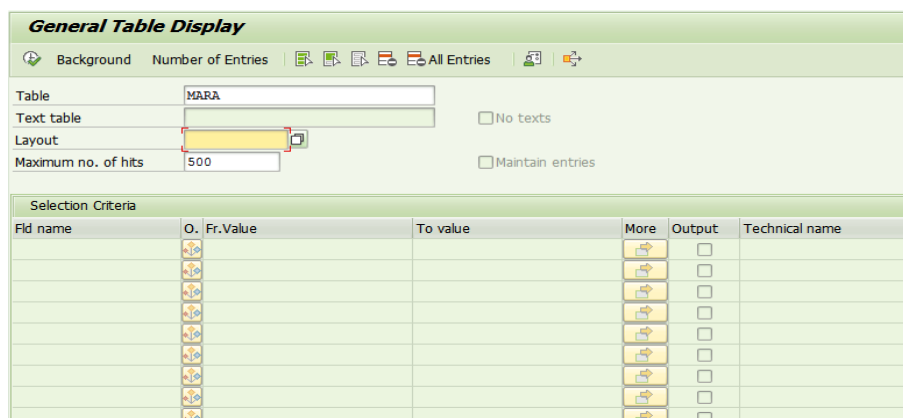 General Table Display
Background Number of Entries All Entries
Table MARA
Text table No texts
Layout
Maximum no. of hits 500 Maintain entries
Selection Criteria
Fld name O. Fr.Value To value More Output Technical name